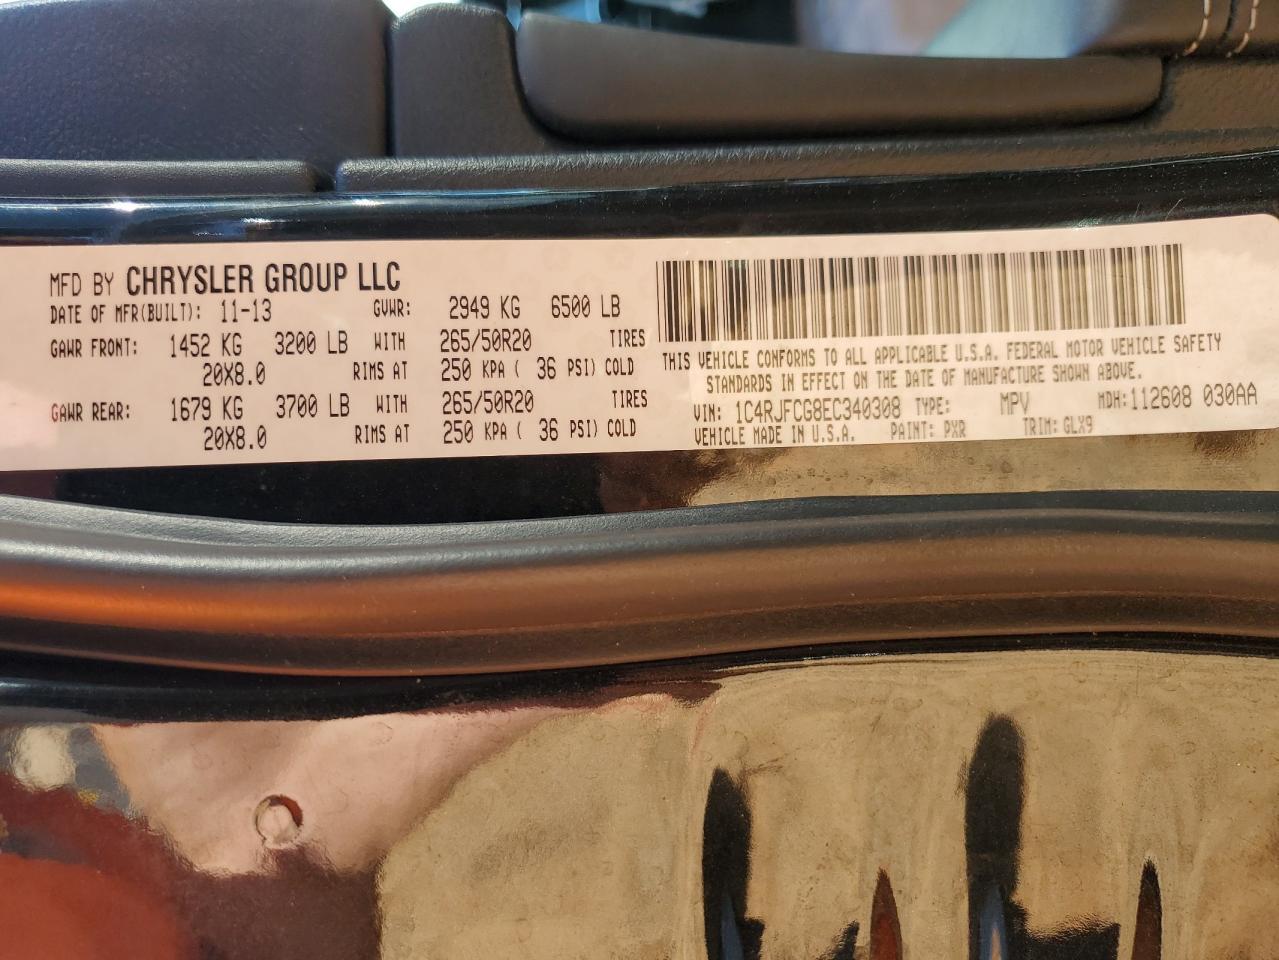 MFD BY CHRYSLER GROUP LLC
DATE OF MFR(BUILT): 11-13 GVWR: 2949 KG 6500 LB
GAWR FRONT: 1452 KG 3200 LB WITH 265/50R20 TIRES
20X8.0 RIMS AT 250 KPA ( 36 PSI) COLD
GAWR REAR: 1679 KG 3700 LB WITH 265/50R20 TIRES
20X8.0 RIMS AT 250 KPA ( 36 PSI) COLD
THIS VEHICLE CONFORMS TO ALL APPLICABLE U.S.A. FEDERAL MOTOR VEHICLE SAFETY
STANDARDS IN EFFECT ON THE DATE OF MANUFACTURE SHOWN ABOVE.
VIN: 1C4RJFCG8EC340308 TYPE: MPV MDH: 112608 030AA
VEHICLE MADE IN U.S.A. PAINT: PXR TRIM: GLX9